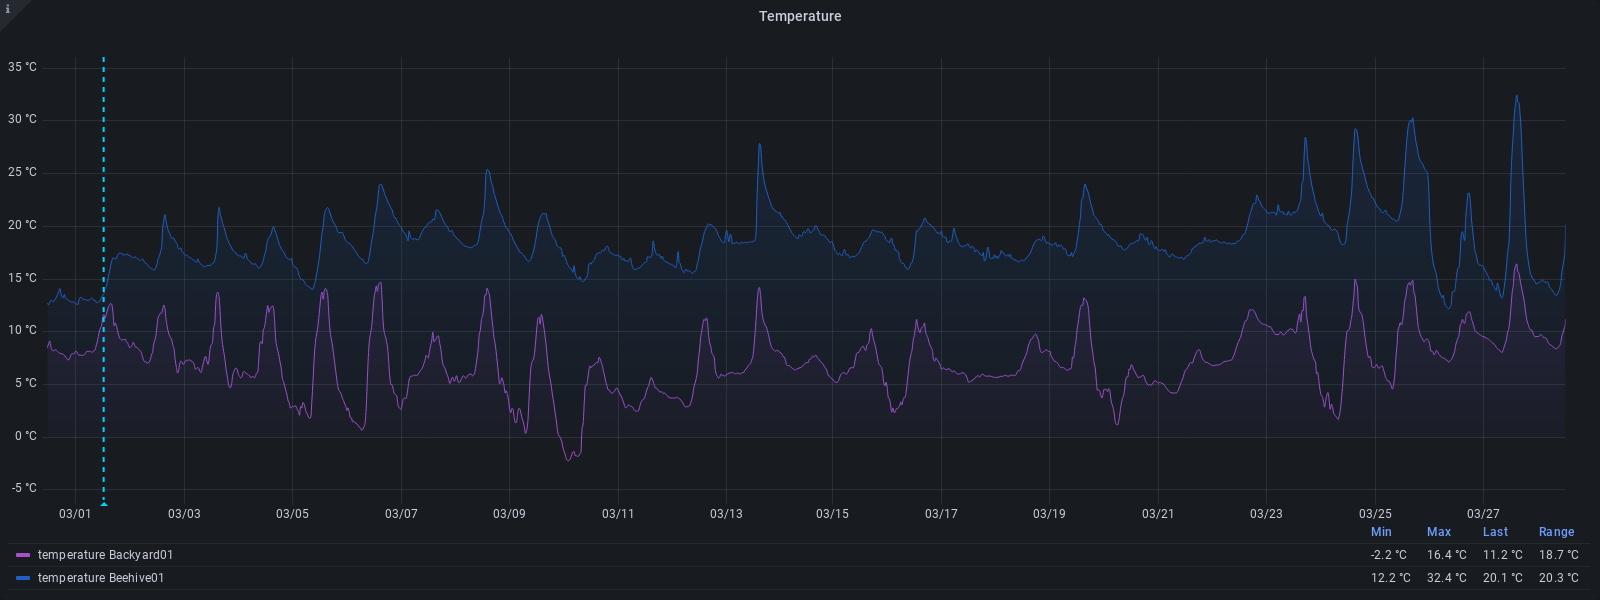 i
Temperature
35 °C
30 °C
25 °C
20 °C
15 °C
10 °C
5 °C
0 °C
-5 °C
03/01 03/03 03/05 03/07 03/09 03/11 03/13 03/15 03/17 03/19 03/21 03/23 03/25 03/27
Min Max Last Range
temperature Backyard01 -2.2 °C 16.4 °C 11.2 °C 18.7 °C
temperature Beehive01 12.2 °C 32.4 °C 20.1 °C 20.3 °C